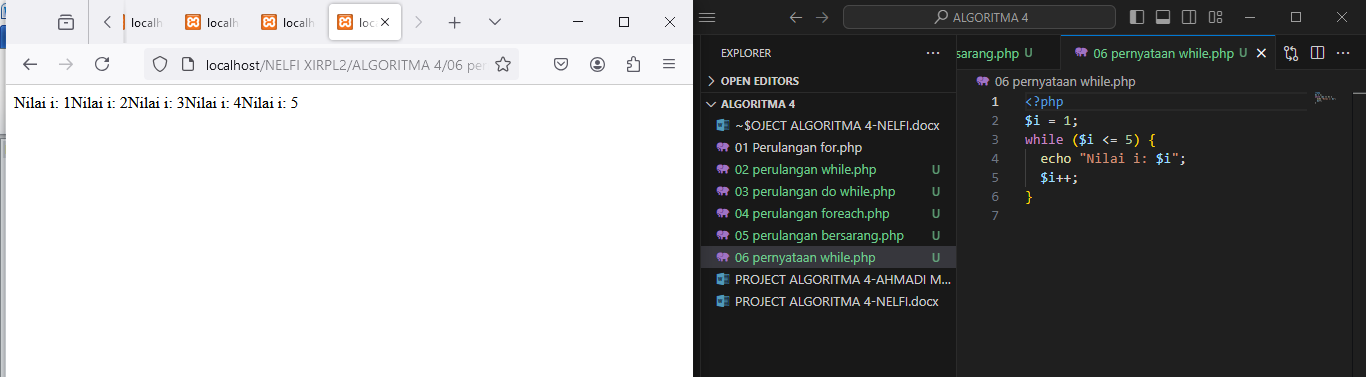 localh
localh
localh
loca
localhost/NELFI XIRPL2/ALGORITMA 4/06 per
Nilai i: 1Nilai i: 2Nilai i: 3Nilai i: 4Nilai i: 5
ALGORITMA 4
EXPLORER
OPEN EDITORS
ALGORITMA 4
~$OJECT ALGORITMA 4-NELFI.docx
01 Perulangan for.php
02 perulangan while.php U
03 perulangan do while.php U
04 perulangan foreach.php U
05 perulangan bersarang.php U
06 pernyataan while.php U
PROJECT ALGORITMA 4-AHMADI M...
PROJECT ALGORITMA 4-NELFI.docx
sarang.php U
06 pernyataan while.php U
06 pernyataan while.php
1 <?php
2 $i = 1;
3 while ($i <= 5) {
4 echo "Nilai i: $i";
5 $i++;
6 }
7